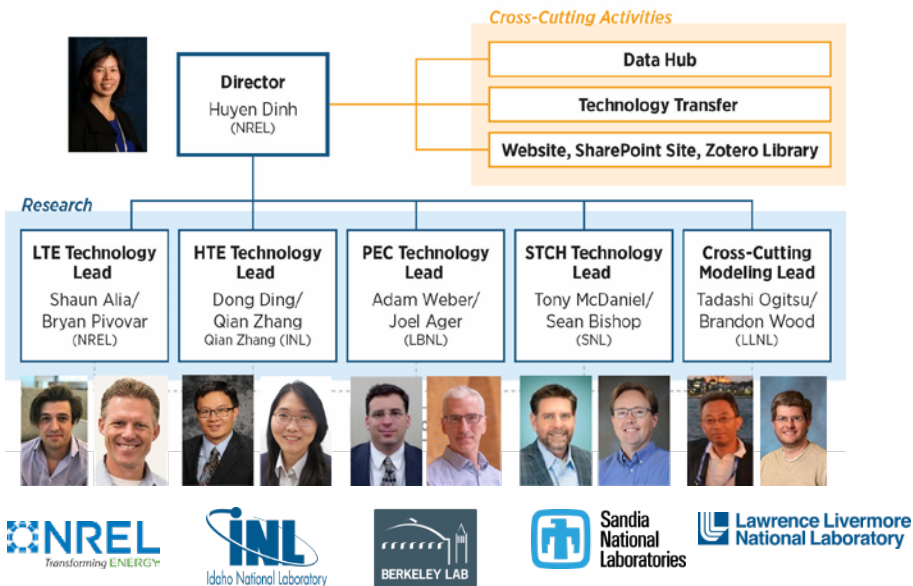 Cross-Cutting Activities
Director
Huyen Dinh
(NREL)
Data Hub
Technology Transfer
Website, SharePoint Site, Zotero Library
Research
LTE Technology
Lead
Shaun Alia/
Bryan Pivovar
(NREL)
HTE Technology
Lead
Dong Ding/
Qian Zhang
Qian Zhang (INL)
PEC Technology
Lead
Adam Weber/
Joel Ager
(LBNL)
STCH Technology
Lead
Tony McDaniel/
Sean Bishop
(SNL)
Cross-Cutting
Modeling Lead
Tadashi Ogitsu/
Brandon Wood
(LLNL)
NREL
Transforming ENERGY
INL
Idaho National Laboratory
BERKELEY LAB
Sandia
National
Laboratories
Lawrence Livermore
National Laboratory